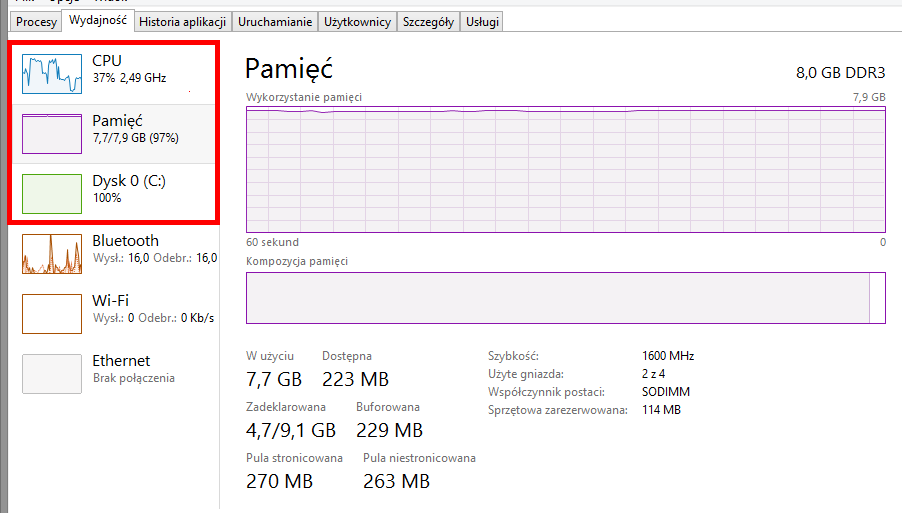 Procesy Wydajność Historia aplikacji Uruchamianie Użytkownicy Szczegóły Usługi
CPU
37% 2,49 GHz
Pamięć
7,7/7,9 GB (97%)
Dysk 0 (C:)
100%
Bluetooth
Wysł.: 16,0 Odebr.: 16,0
Wi-Fi
Wysł.: 0 Odebr.: 0 Kb/s
Ethernet
Brak połączenia
Pamięć
8,0 GB DDR3
Wykorzystanie pamięci
7,9 GB
60 sekund
0
Kompozycja pamięci
W użyciu
7,7 GB
Dostępna
223 MB
Zadeklarowana
4,7/9,1 GB
Buforowana
229 MB
Pula stronicowana
270 MB
Pula niestronicowana
263 MB
Szybkość: 1600 MHz
Użyte gniazda: 2 z 4
Współczynnik postaci: SODIMM
Sprzętowa zarezerwowana: 114 MB